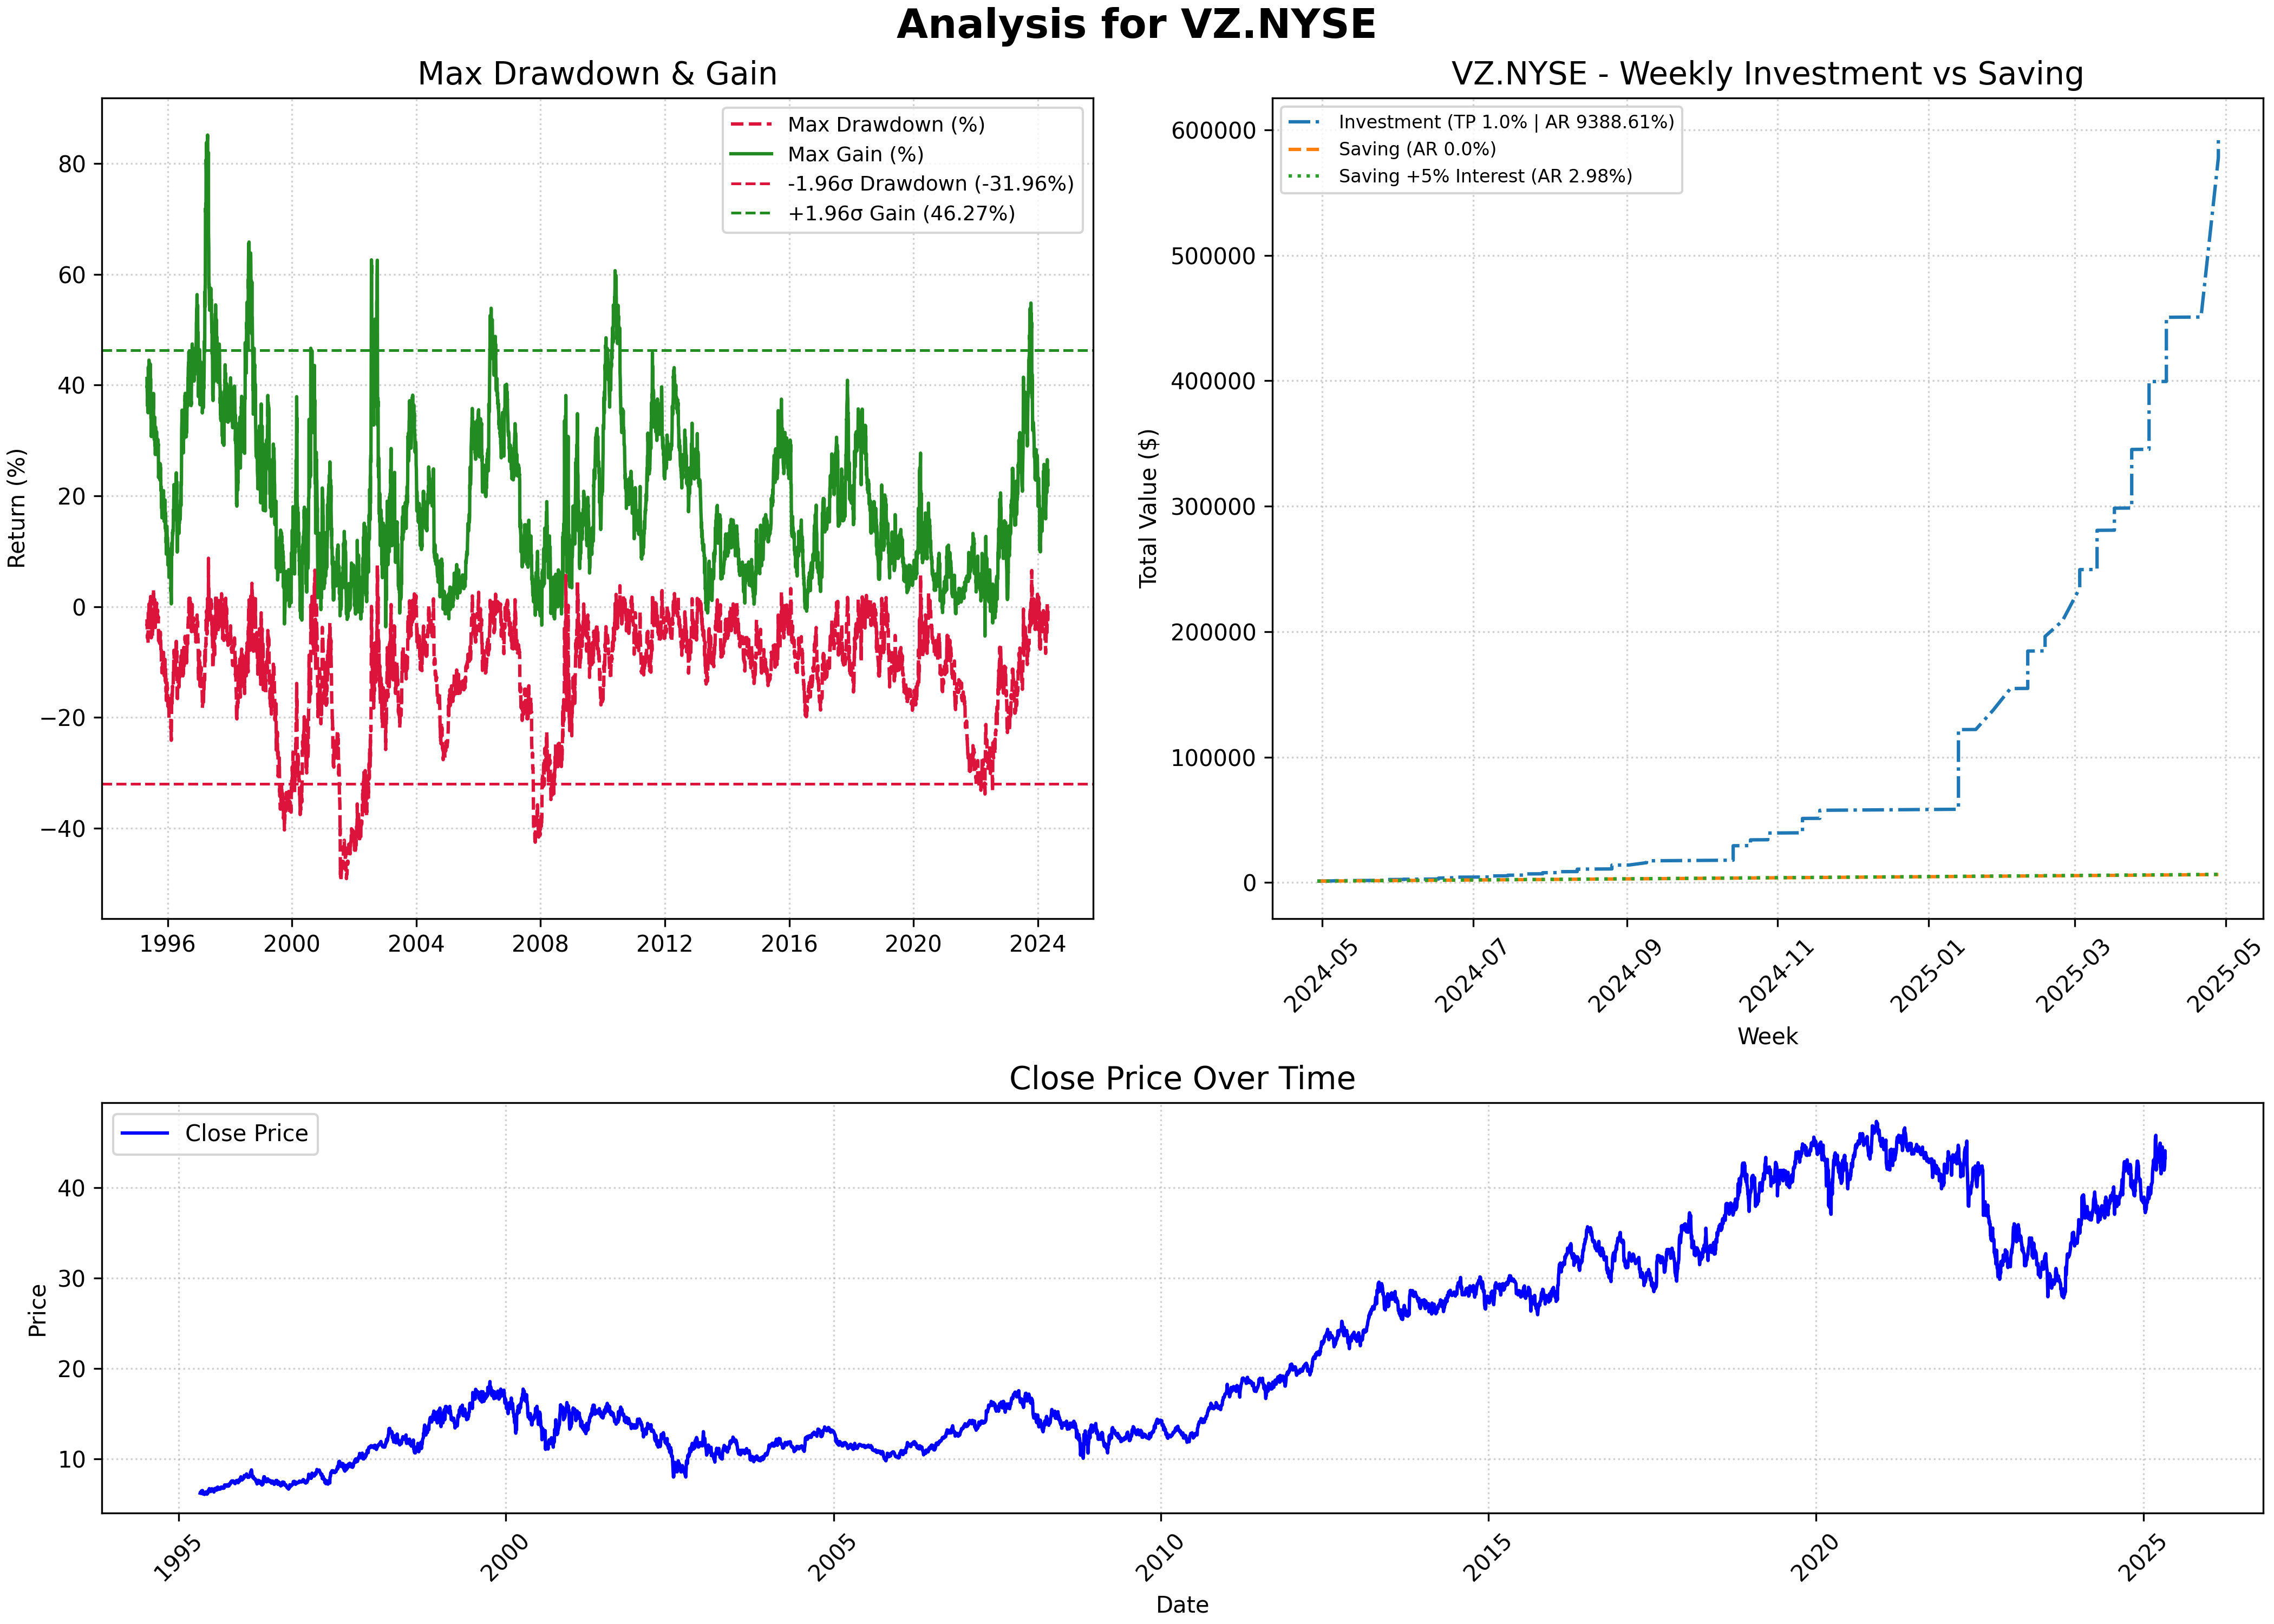 Analysis for VZ.NYSE
Max Drawdown & Gain
Return (%)
80
60
40
20
0
−20
−40
Max Drawdown (%)
Max Gain (%)
-1.96σ Drawdown (-31.96%)
+1.96σ Gain (46.27%)
1996 2000 2004 2008 2012 2016 2020 2024
VZ.NYSE - Weekly Investment vs Saving
Total Value ($)
600000
500000
400000
300000
200000
100000
0
Investment (TP 1.0% | AR 9388.61%)
Saving (AR 0.0%)
Saving +5% Interest (AR 2.98%)
2024-05 2024-07 2024-09 2024-11 2025-01 2025-03 2025-05
Week
Close Price Over Time
Price
40
30
20
10
Close Price
1995 2000 2005 2010 2015 2020 2025
Date